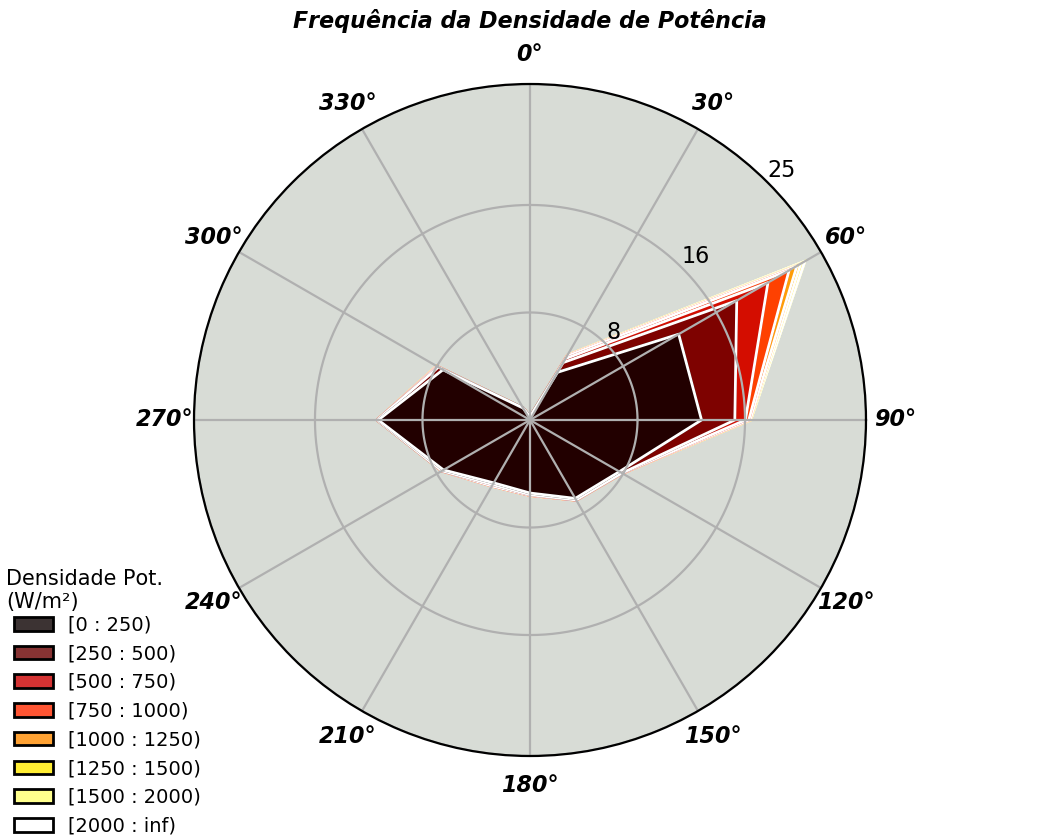 Frequência da Densidade de Potência
0°
330°
30°
25
300°
60°
16
8
270°
90°
240°
120°
210°
150°
180°
Densidade Pot.
(W/m²)
[0 : 250)
[250 : 500)
[500 : 750)
[750 : 1000)
[1000 : 1250)
[1250 : 1500)
[1500 : 2000)
[2000 : inf)